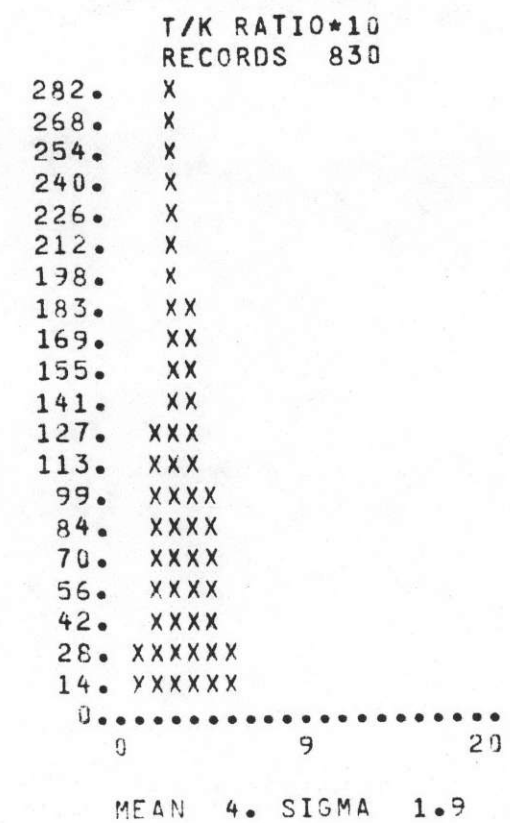 T/K RATIO*10
RECORDS 830
282. X
268. X
254. X
240. X
226. X
212. X
198. X
183. XX
169. XX
155. XX
141. XX
127. XXX
113. XXX
99. XXXX
84. XXXX
70. XXXX
56. XXXX
42. XXXX
28. XXXXXX
14. XXXXXX
0......................
0 9 20
MEAN 4. SIGMA 1.9